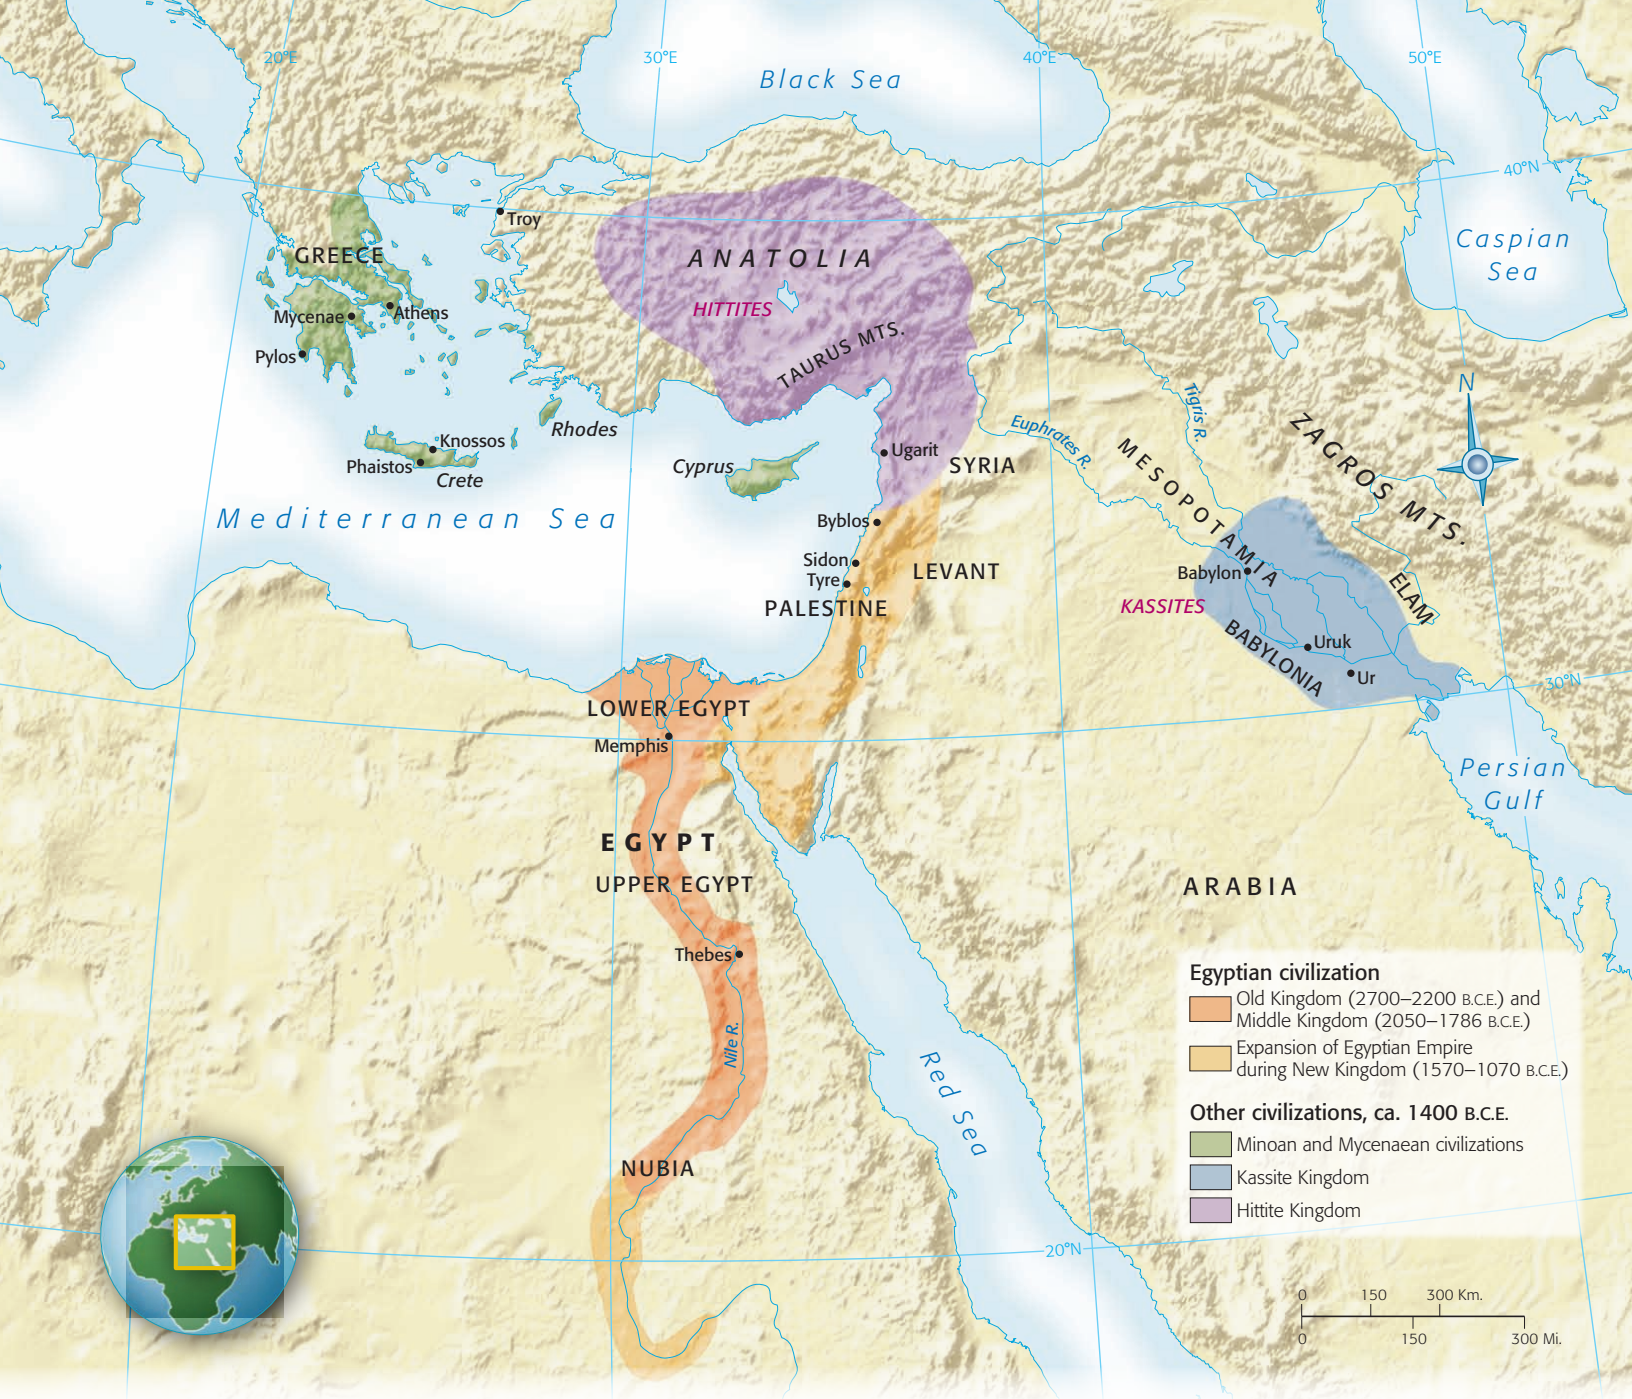 20°E
30°E
40°E
50°E
Black Sea
40°N
Caspian
Sea
Troy
GREECE
ANATOLIA
HITTITES
TAURUS MTS.
Mycenae
Athens
Pylos
N
Tigris R.
Euphrates R.
ZAGROS MTS.
MESOPOTAMIA
Rhodes
Knossos
Phaistos
Crete
Cyprus
Ugarit
SYRIA
Mediterranean Sea
Byblos
Sidon
Tyre
LEVANT
PALESTINE
Babylon
KASSITES
ELAM
BABYLONIA
Uruk
Ur
30°N
LOWER EGYPT
Memphis
Persian
Gulf
EGYPT
UPPER EGYPT
ARABIA
Thebes
Nile R.
Red Sea
NUBIA
20°N
Egyptian civilization
Old Kingdom (2700–2200 B.C.E.) and
Middle Kingdom (2050–1786 B.C.E.)
Expansion of Egyptian Empire
during New Kingdom (1570–1070 B.C.E.)
Other civilizations, ca. 1400 B.C.E.
Minoan and Mycenaean civilizations
Kassite Kingdom
Hittite Kingdom
0 150 300 Km.
0 150 300 Mi.